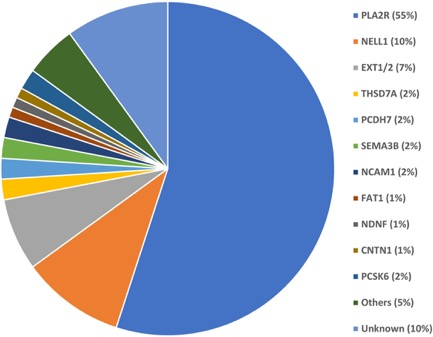 PLA2R (55%)
NELL1 (10%)
EXT1/2 (7%)
THSD7A (2%)
PCDH7 (2%)
SEMA3B (2%)
NCAM1 (2%)
FAT1 (1%)
NDNF (1%)
CNTN1 (1%)
PCSK6 (2%)
Others (5%)
Unknown (10%)